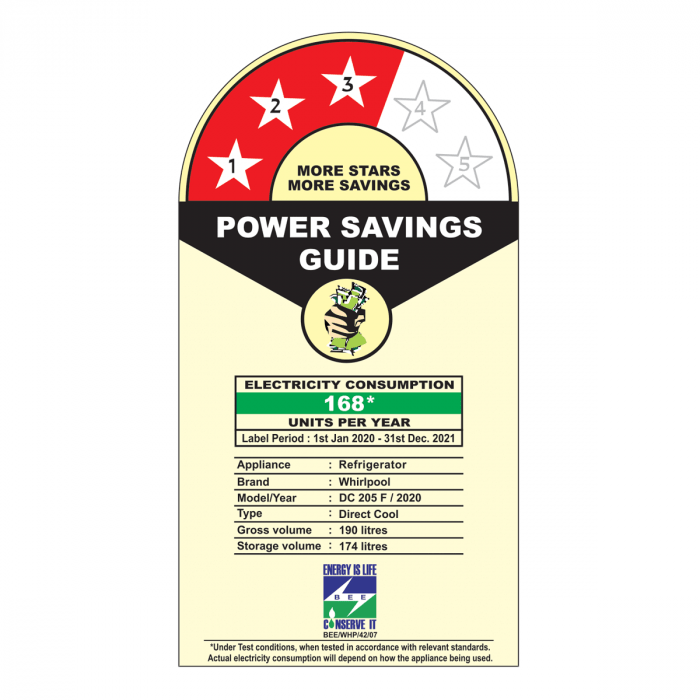 1
2
3
4
5
MORE STARS
MORE SAVINGS
POWER SAVINGS
GUIDE
ELECTRICITY CONSUMPTION
168*
UNITS PER YEAR
Label Period : 1st Jan 2020 - 31st Dec. 2021
Appliance : Refrigerator
Brand : Whirlpool
Model/Year : DC 205 F / 2020
Type : Direct Cool
Gross volume : 190 litres
Storage volume : 174 litres
ENERGY IS LIFE
BEE
CONSERVE IT
BEE/WHP/42/07
*Under Test conditions, when tested in accordance with relevant standards.
Actual electricity consumption will depend on how the appliance being used.